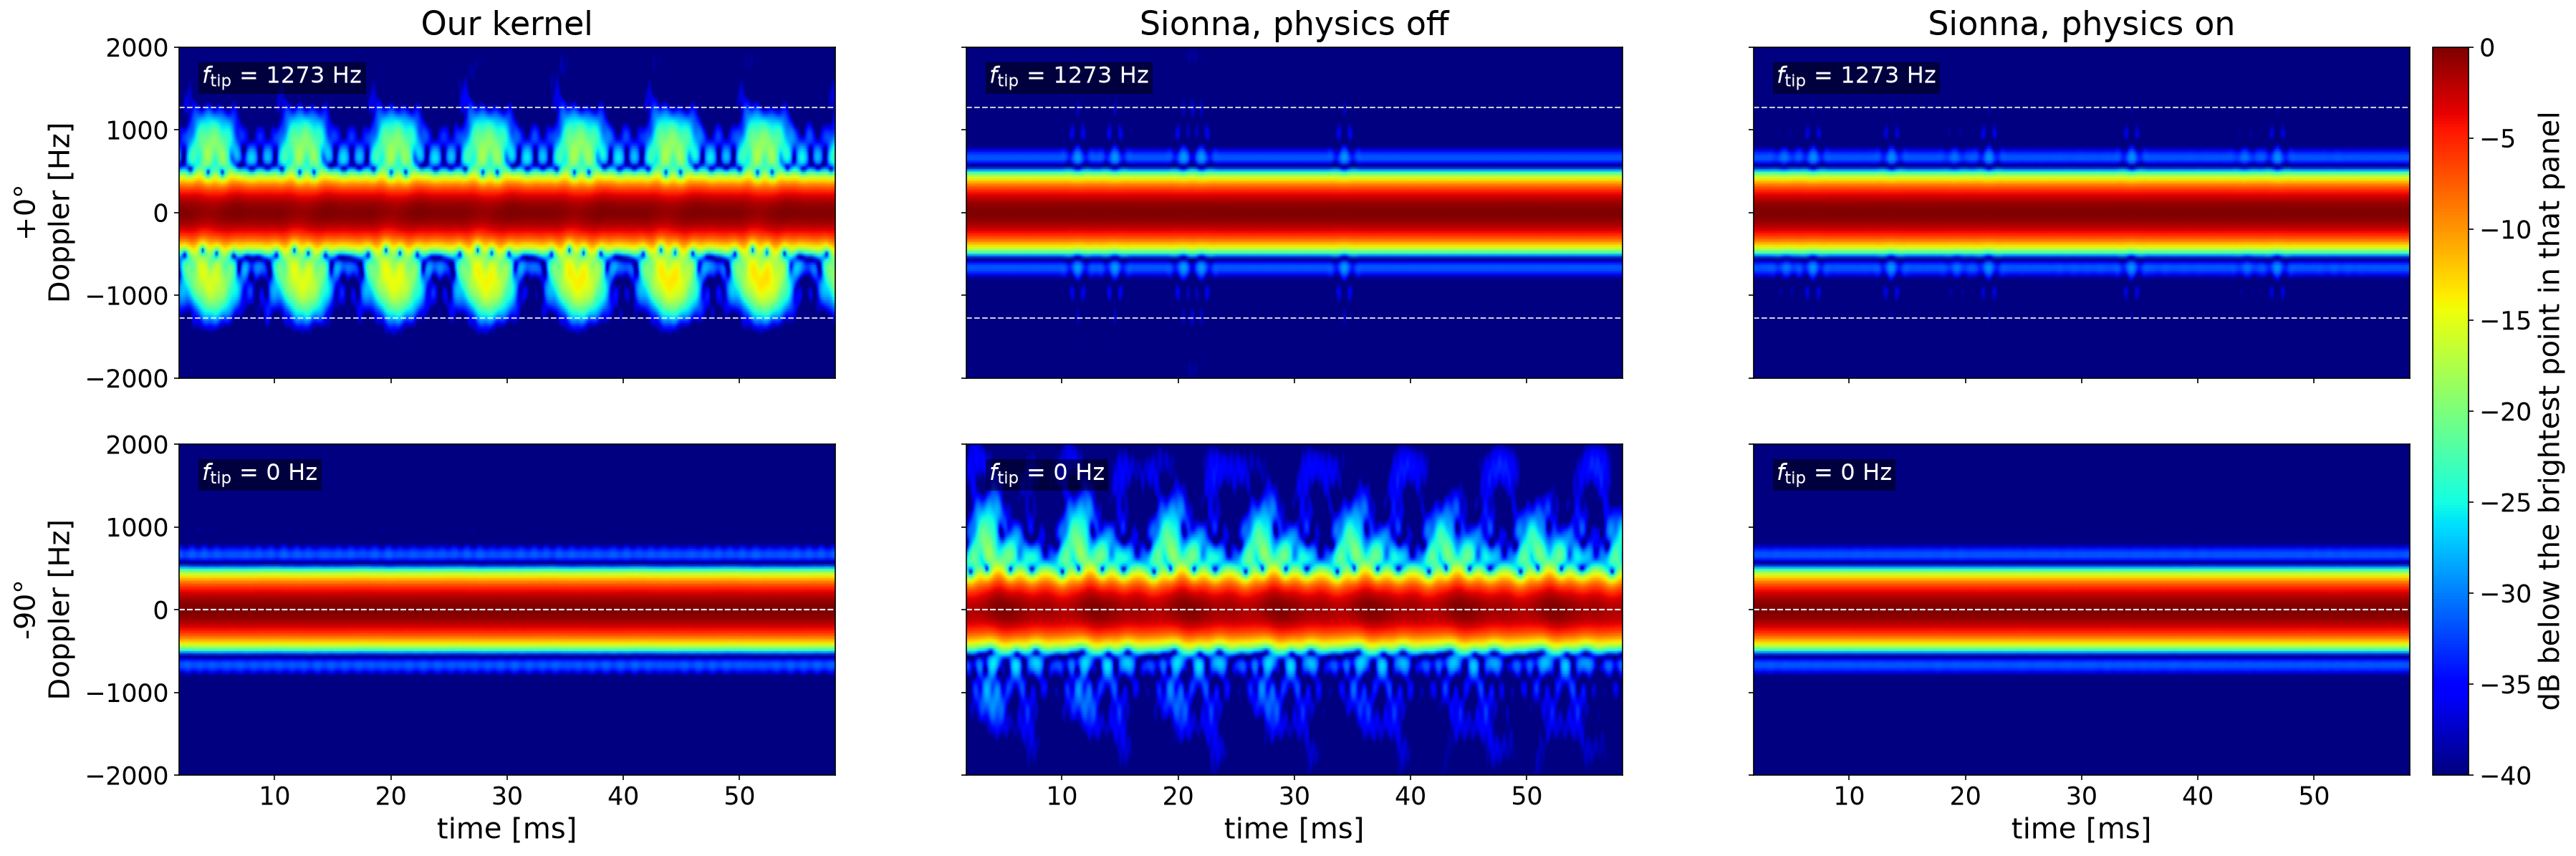 Our kernel
Sionna, physics off
Sionna, physics on
+0°
Doppler [Hz]
2000
1000
0
−1000
−2000
f_tip = 1273 Hz
f_tip = 1273 Hz
f_tip = 1273 Hz
-90°
Doppler [Hz]
2000
1000
0
−1000
−2000
f_tip = 0 Hz
f_tip = 0 Hz
f_tip = 0 Hz
10 20 30 40 50
10 20 30 40 50
10 20 30 40 50
time [ms]
time [ms]
time [ms]
0
−5
−10
−15
−20
−25
−30
−35
−40
dB below the brightest point in that panel